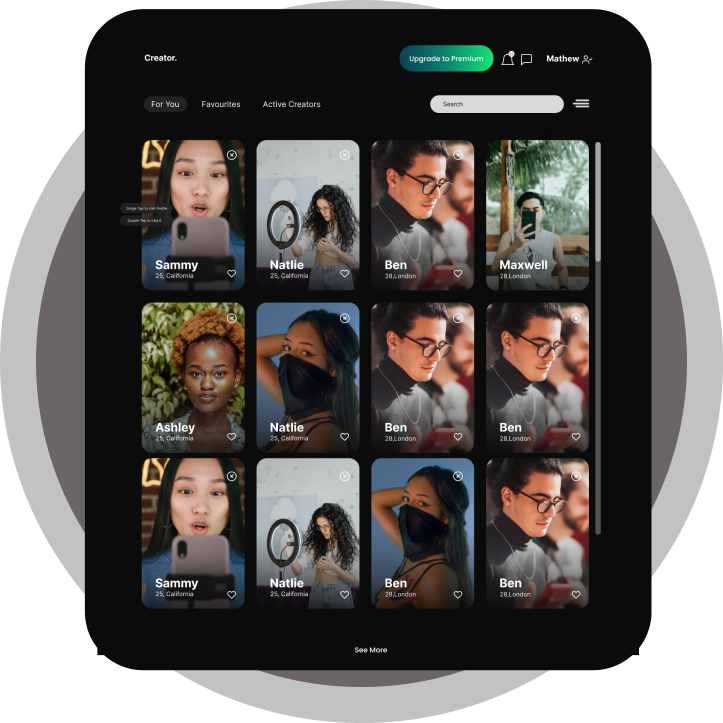 Creator.
Upgrade to Premium
Mathew
For You
Favourites
Active Creators
Search
Single Tap to visit Profile
Double Tap to Like it
Sammy
25, California
Natlie
25, California
Ben
28,London
Maxwell
28,London
Ashley
25, California
Natlie
25, California
Ben
28,London
Ben
28,London
Sammy
25, California
Natlie
25, California
Ben
28,London
Ben
28,London
See More